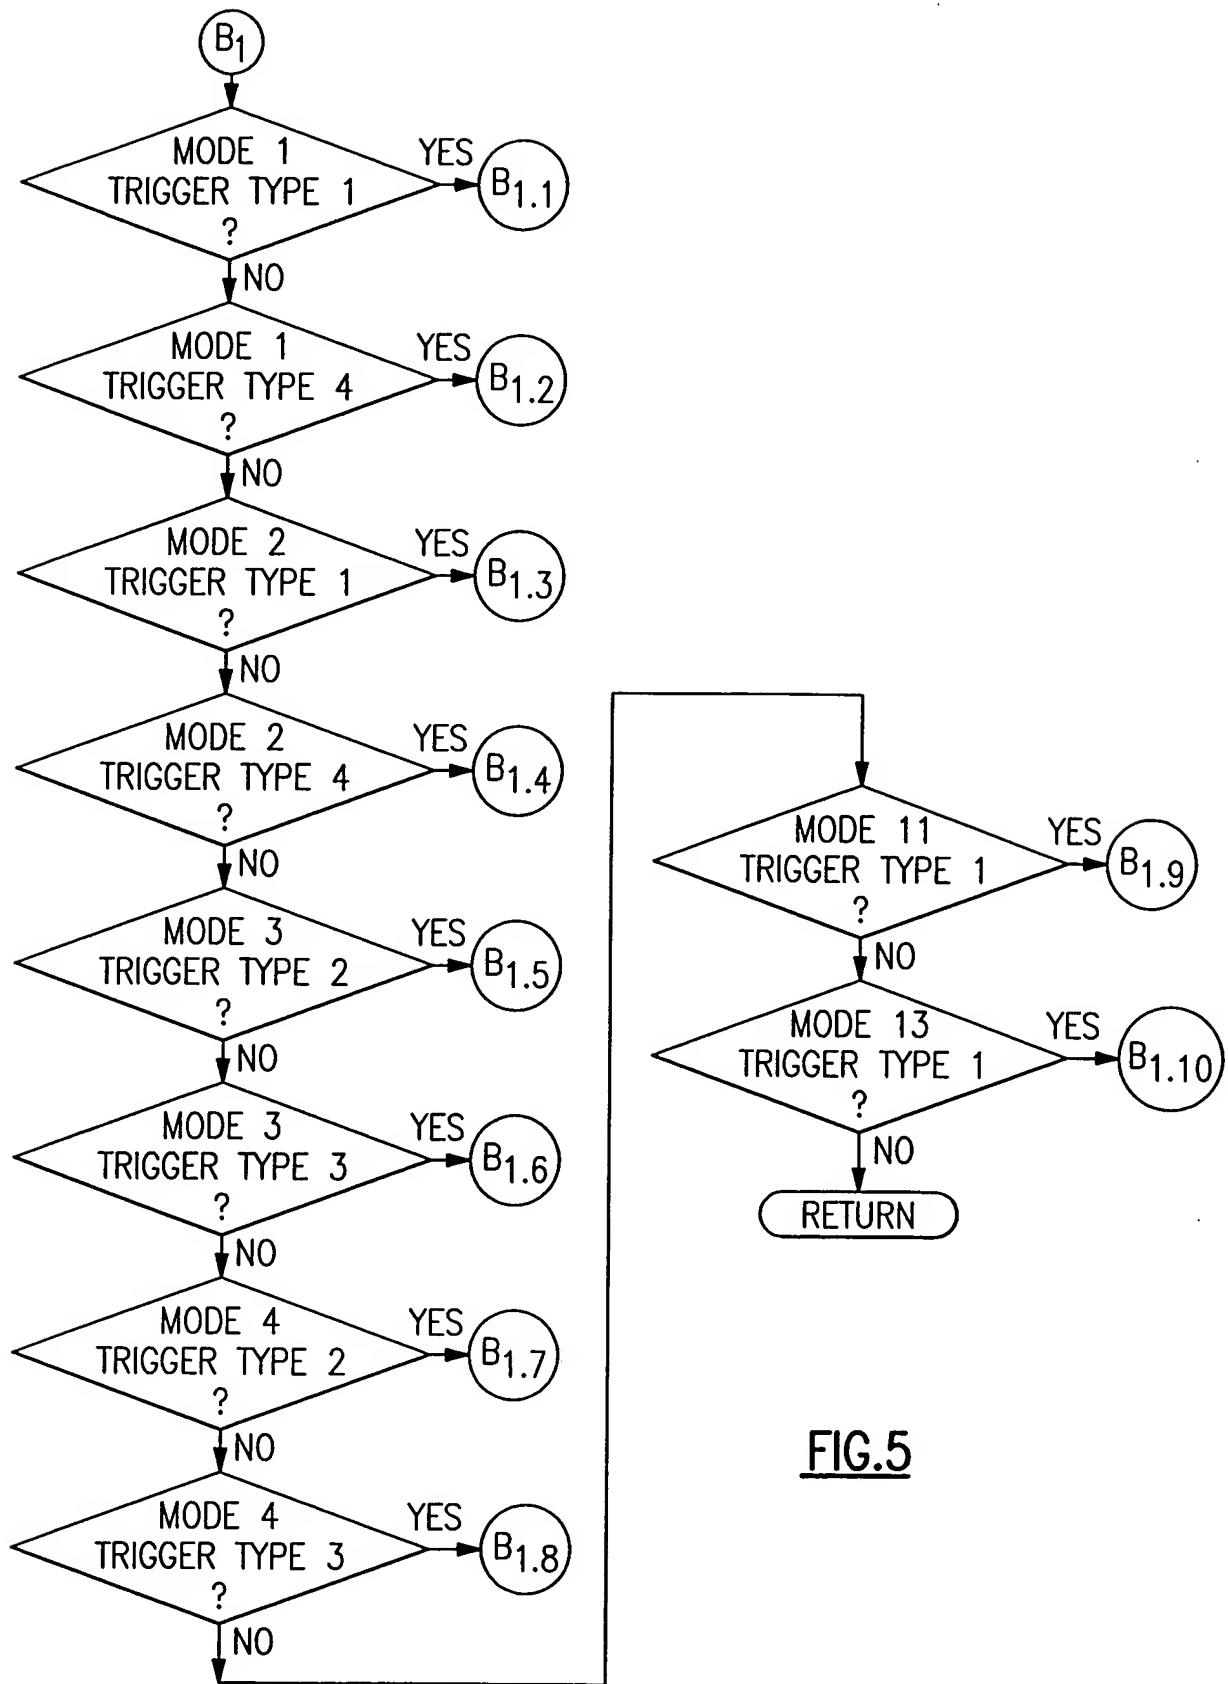 B1
MODE 1
TRIGGER TYPE 1
?
YES
B1.1
NO
MODE 1
TRIGGER TYPE 4
?
YES
B1.2
NO
MODE 2
TRIGGER TYPE 1
?
YES
B1.3
NO
MODE 2
TRIGGER TYPE 4
?
YES
B1.4
NO
MODE 3
TRIGGER TYPE 2
?
YES
B1.5
NO
MODE 3
TRIGGER TYPE 3
?
YES
B1.6
NO
MODE 4
TRIGGER TYPE 2
?
YES
B1.7
NO
MODE 4
TRIGGER TYPE 3
?
YES
B1.8
NO
MODE 11
TRIGGER TYPE 1
?
YES
B1.9
NO
MODE 13
TRIGGER TYPE 1
?
YES
B1.10
NO
RETURN
FIG.5